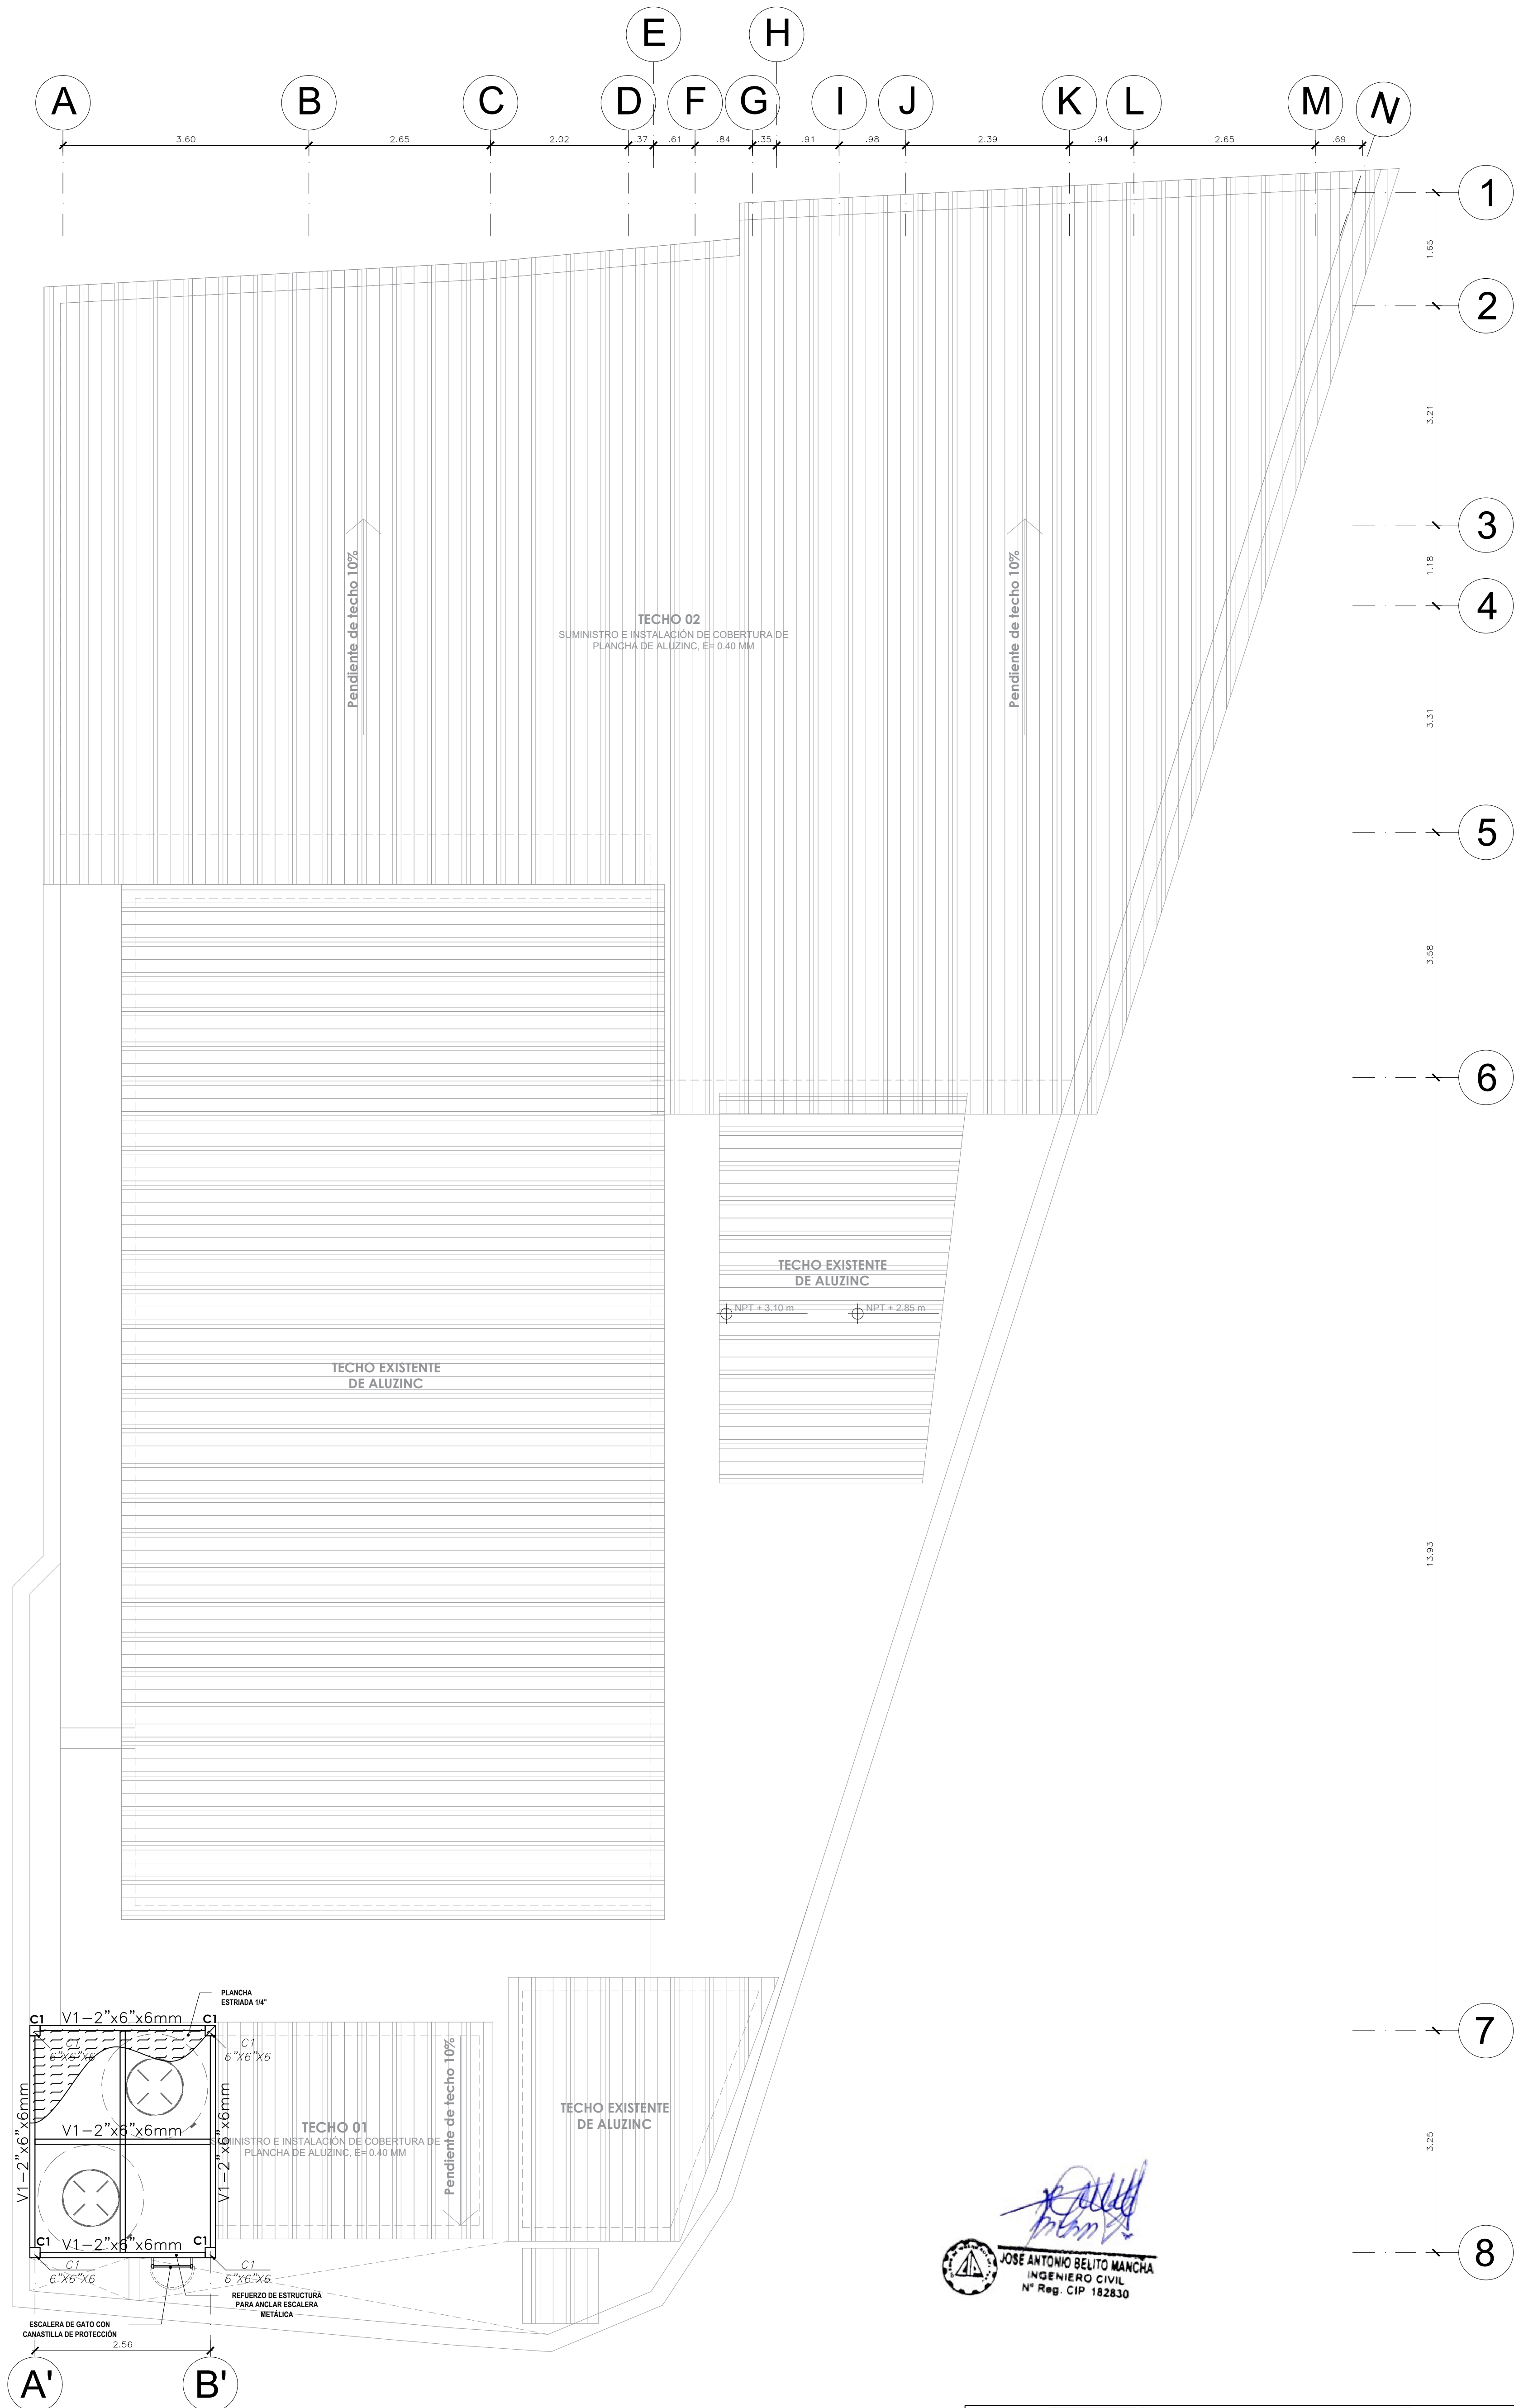 E
H
A
B
C
D
F
G
I
J
K
L
M
N
3.60
2.65
2.02
.37
.61
.84
.35
.91
.98
2.39
.94
2.65
.69
1
1.65
2
3.21
3
1.18
4
3.31
5
3.58
6
13.93
7
3.25
8
Pendiente de techo 10%
TECHO 02
SUMINISTRO E INSTALACIÓN DE COBERTURA DE
PLANCHA DE ALUZINC, E= 0.40 MM
Pendiente de techo 10%
TECHO EXISTENTE
DE ALUZINC
NPT + 3.10 m
NPT + 2.85 m
TECHO EXISTENTE
DE ALUZINC
PLANCHA
ESTRIADA 1/4"
C1
V1-2"x6"x6mm
C1
C1
6"X6"X6
C1
6"X6"X6
V1-2"x6"x6mm
V1-2"x6"x6mm
V1-2"x6"x6mm
TECHO 01
SUMINISTRO E INSTALACIÓN DE COBERTURA DE
PLANCHA DE ALUZINC, E= 0.40 MM
Pendiente de techo 10%
TECHO EXISTENTE
DE ALUZINC
C1
V1-2"x6"x6mm
C1
C1
6"X6"X6
C1
6"X6"X6
REFUERZO DE ESTRUCTURA
PARA ANCLAR ESCALERA
METÁLICA
ESCALERA DE GATO CON
CANASTILLA DE PROTECCIÓN
2.56
A'
B'
JOSE ANTONIO BELITO MANCHA
INGENIERO CIVIL
N° Reg. CIP 182830